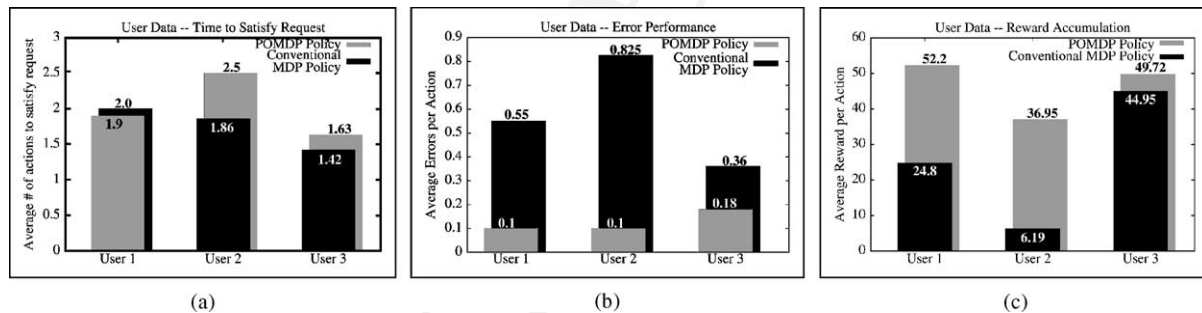 User Data -- Time to Satisfy Request
POMDP Policy
Conventional
MDP Policy
Average # of actions to satisfy request
3
2.5
2
1.5
1
0.5
0
2.0
1.9
2.5
1.86
1.63
1.42
User 1 User 2 User 3
(a)
User Data -- Error Performance
POMDP Policy
Conventional
MDP Policy
Average Errors per Action
0.9
0.8
0.7
0.6
0.5
0.4
0.3
0.2
0.1
0
0.55
0.1
0.825
0.1
0.36
0.18
User 1 User 2 User 3
(b)
User Data -- Reward Accumulation
POMDP Policy
Conventional MDP Policy
Average Reward per Action
60
50
40
30
20
10
0
52.2
24.8
36.95
6.19
49.72
44.95
User 1 User 2 User 3
(c)